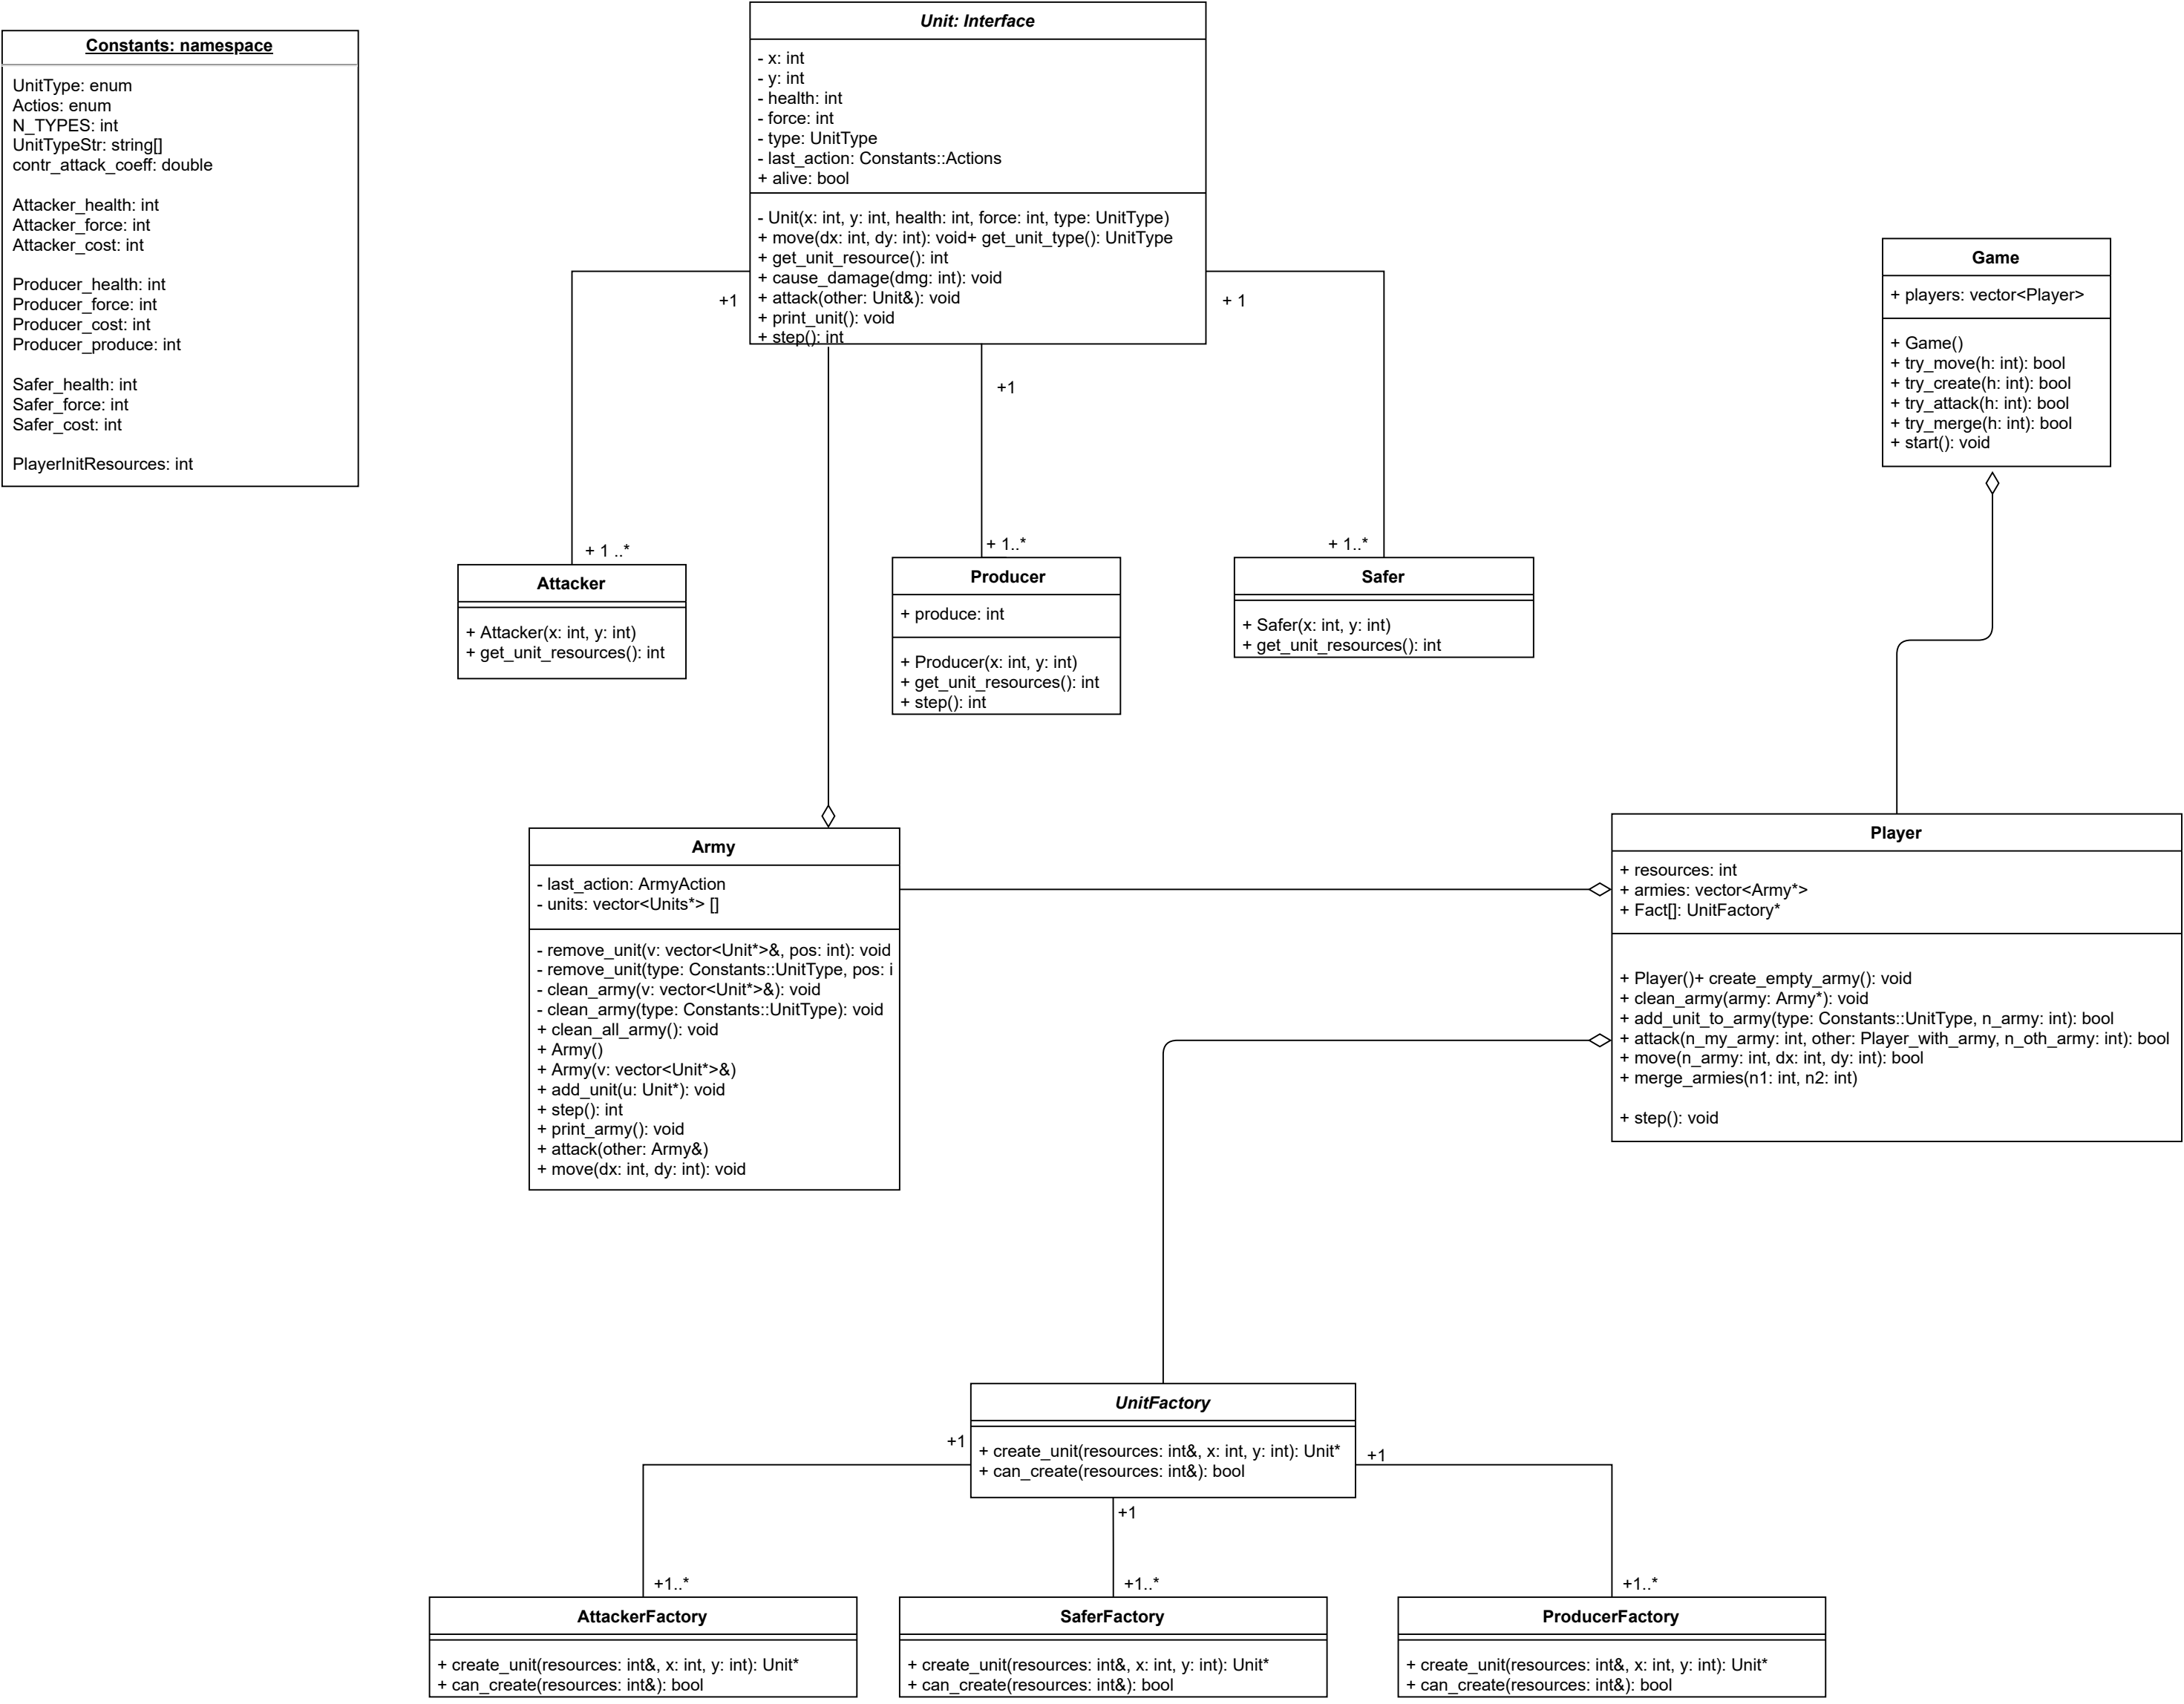 Constants: namespace
UnitType: enum
Actios: enum
N_TYPES: int
UnitTypeStr: string[]
contr_attack_coeff: double
Attacker_health: int
Attacker_force: int
Attacker_cost: int
Producer_health: int
Producer_force: int
Producer_cost: int
Producer_produce: int
Safer_health: int
Safer_force: int
Safer_cost: int
PlayerInitResources: int
Unit: Interface
- x: int
- y: int
- health: int
- force: int
- type: UnitType
- last_action: Constants::Actions
+ alive: bool
- Unit(x: int, y: int, health: int, force: int, type: UnitType)
+ move(dx: int, dy: int): void+ get_unit_type(): UnitType
+ get_unit_resource(): int
+ cause_damage(dmg: int): void
+ attack(other: Unit&): void
+ print_unit(): void
+ step(): int
+1
+ 1
+1
+ 1 ..*
+ 1..*
+ 1..*
Game
+ players: vector<Player>
+ Game()
+ try_move(h: int): bool
+ try_create(h: int): bool
+ try_attack(h: int): bool
+ try_merge(h: int): bool
+ start(): void
Attacker
+ Attacker(x: int, y: int)
+ get_unit_resources(): int
Producer
+ produce: int
+ Producer(x: int, y: int)
+ get_unit_resources(): int
+ step(): int
Safer
+ Safer(x: int, y: int)
+ get_unit_resources(): int
Army
- last_action: ArmyAction
- units: vector<Units*> []
- remove_unit(v: vector<Unit*>&, pos: int): void
- remove_unit(type: Constants::UnitType, pos: i
- clean_army(v: vector<Unit*>&): void
- clean_army(type: Constants::UnitType): void
+ clean_all_army(): void
+ Army()
+ Army(v: vector<Unit*>&)
+ add_unit(u: Unit*): void
+ step(): int
+ print_army(): void
+ attack(other: Army&)
+ move(dx: int, dy: int): void
Player
+ resources: int
+ armies: vector<Army*>
+ Fact[]: UnitFactory*
+ Player()+ create_empty_army(): void
+ clean_army(army: Army*): void
+ add_unit_to_army(type: Constants::UnitType, n_army: int): bool
+ attack(n_my_army: int, other: Player_with_army, n_oth_army: int): bool
+ move(n_army: int, dx: int, dy: int): bool
+ merge_armies(n1: int, n2: int)
+ step(): void
UnitFactory
+ create_unit(resources: int&, x: int, y: int): Unit*
+ can_create(resources: int&): bool
+1
+1
+1
+1..*
+1..*
+1..*
AttackerFactory
+ create_unit(resources: int&, x: int, y: int): Unit*
+ can_create(resources: int&): bool
SaferFactory
+ create_unit(resources: int&, x: int, y: int): Unit*
+ can_create(resources: int&): bool
ProducerFactory
+ create_unit(resources: int&, x: int, y: int): Unit*
+ can_create(resources: int&): bool